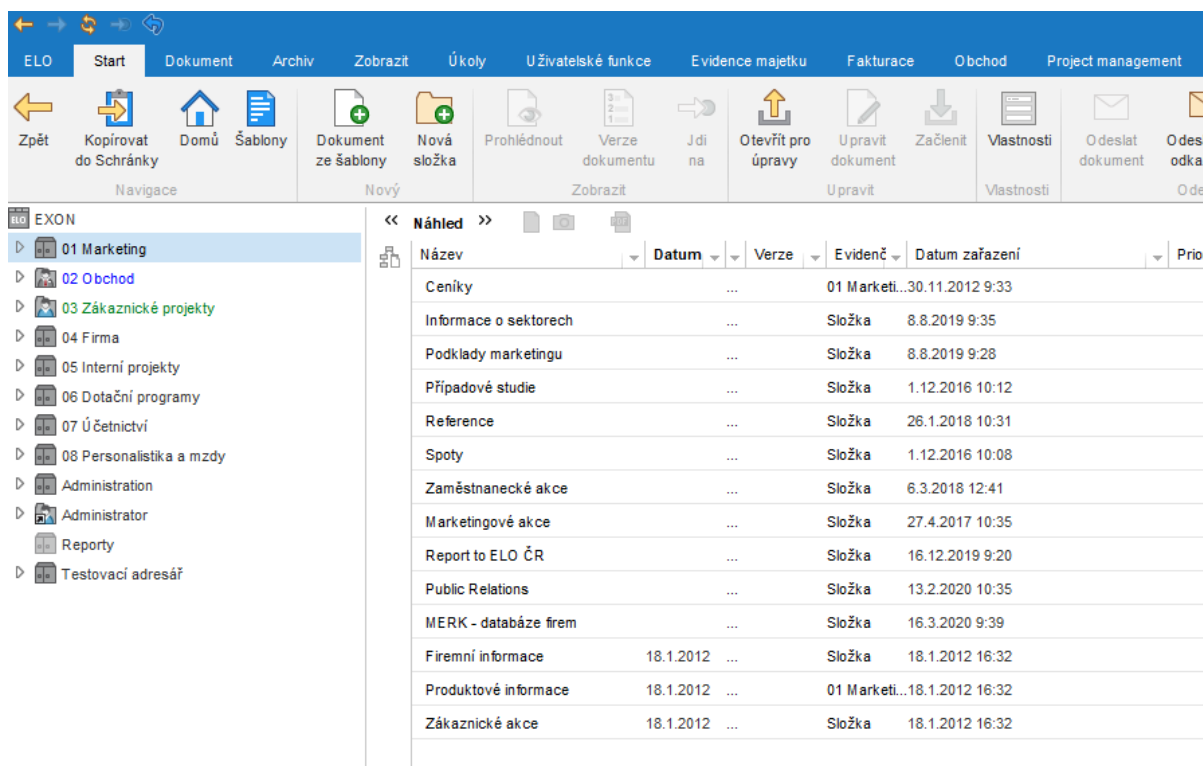 ELO Start Dokument Archiv Zobrazit Úkoly Uživatelské funkce Evidence majetku Fakturace Obchod Project management
Zpět Kopírovat do Schránky Domů Šablony Dokument ze šablony Nová složka Prohlédnout Verze dokumentu Jdi na Otevřít pro úpravy Upravit dokument Začlenit Vlastnosti Odeslat dokument
Navigace Nový Zobrazit Upravit Vlastnosti
ELO EXON
01 Marketing
02 Obchod
03 Zákaznické projekty
04 Firma
05 Interní projekty
06 Dotační programy
07 Účetnictví
08 Personalistika a mzdy
Administration
Administrator
Reporty
Testovací adresář
Náhled
Název Datum Verze Evidenč Datum zařazení Prio
Ceníky ... 01 Marketi... 30.11.2012 9:33
Informace o sektorech ... Složka 8.8.2019 9:35
Podklady marketingu ... Složka 8.8.2019 9:28
Případové studie ... Složka 1.12.2016 10:12
Reference ... Složka 26.1.2018 10:31
Spoty ... Složka 1.12.2016 10:08
Zaměstnanecké akce ... Složka 6.3.2018 12:41
Marketingové akce ... Složka 27.4.2017 10:35
Report to ELO ČR ... Složka 16.12.2019 9:20
Public Relations ... Složka 13.2.2020 10:35
MERK - databáze firem ... Složka 16.3.2020 9:39
Firemní informace 18.1.2012 ... Složka 18.1.2012 16:32
Produktové informace 18.1.2012 ... 01 Marketi... 18.1.2012 16:32
Zákaznické akce 18.1.2012 ... Složka 18.1.2012 16:32